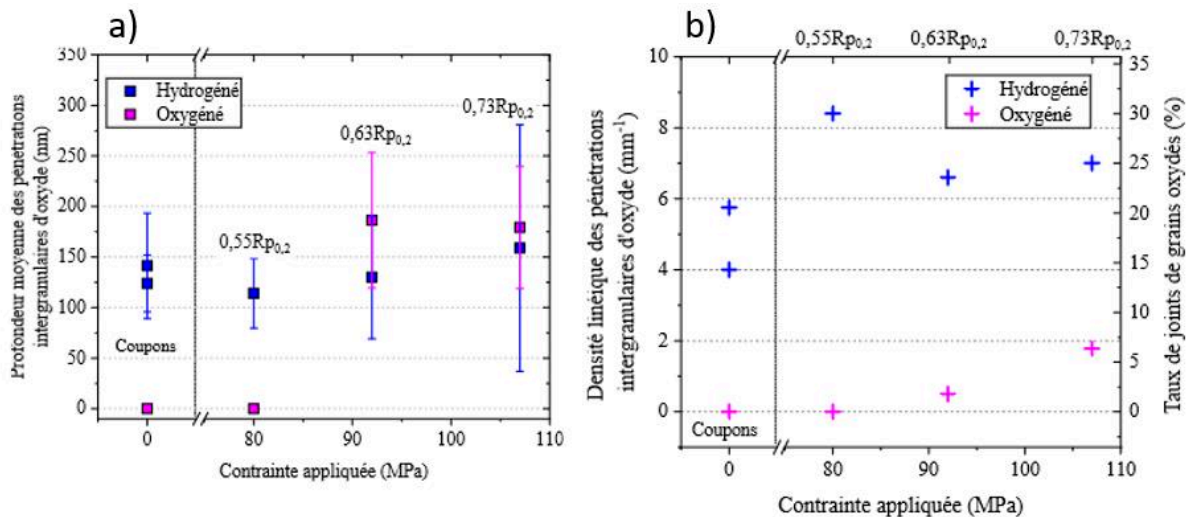 a)
350
300
250
200
150
100
50
0
Profondeur moyenne des penetrations
intergranulaires d'oxyde (nm)
Hydrogéné
Oxygéné
0,73Rp0,2
0,63Rp0,2
0,55Rp0,2
Coupons
0
80
90
100
110
Contrainte appliquée (MPa)
b)
0,55Rp0,2
0,63Rp0,2
0,73Rp0,2
10
8
6
4
2
0
Densité linéique des pénétrations
intergranulaires d'oxyde (mm⁻¹)
Hydrogéné
Oxygéné
35
30
25
20
15
10
5
0
Taux de joints de grains oxydés (%)
Coupons
0
80
90
100
110
Contrainte appliquée (MPa)